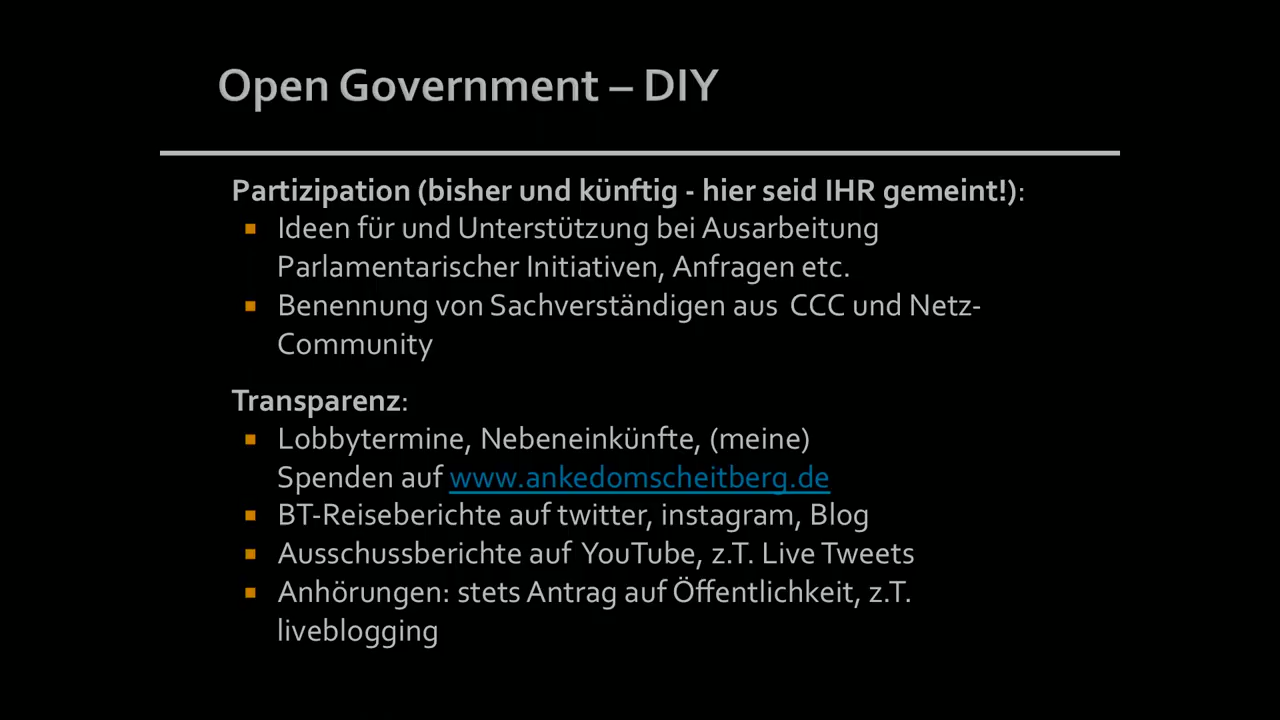 Open Government – DIY
Partizipation (bisher und künftig - hier seid IHR gemeint!):
Ideen für und Unterstützung bei Ausarbeitung
Parlamentarischer Initiativen, Anfragen etc.
Benennung von Sachverständigen aus CCC und Netz-
Community
Transparenz:
Lobbytermine, Nebeneinkünfte, (meine)
Spenden auf www.ankedomscheitberg.de
BT-Reiseberichte auf twitter, instagram, Blog
Ausschussberichte auf YouTube, z.T. Live Tweets
Anhörungen: stets Antrag auf Öffentlichkeit, z.T.
liveblogging